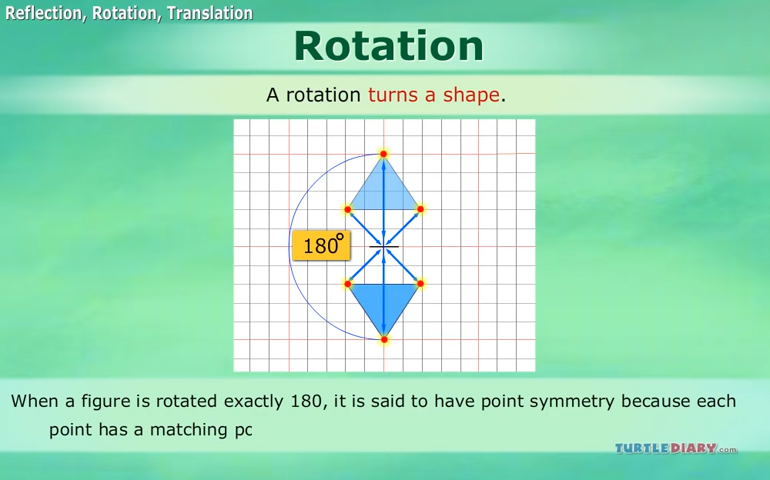 Reflection, Rotation, Translation
Rotation
A rotation turns a shape.
180°
When a figure is rotated exactly 180, it is said to have point symmetry because each
point has a matching pc
TURTLEDIARY.com